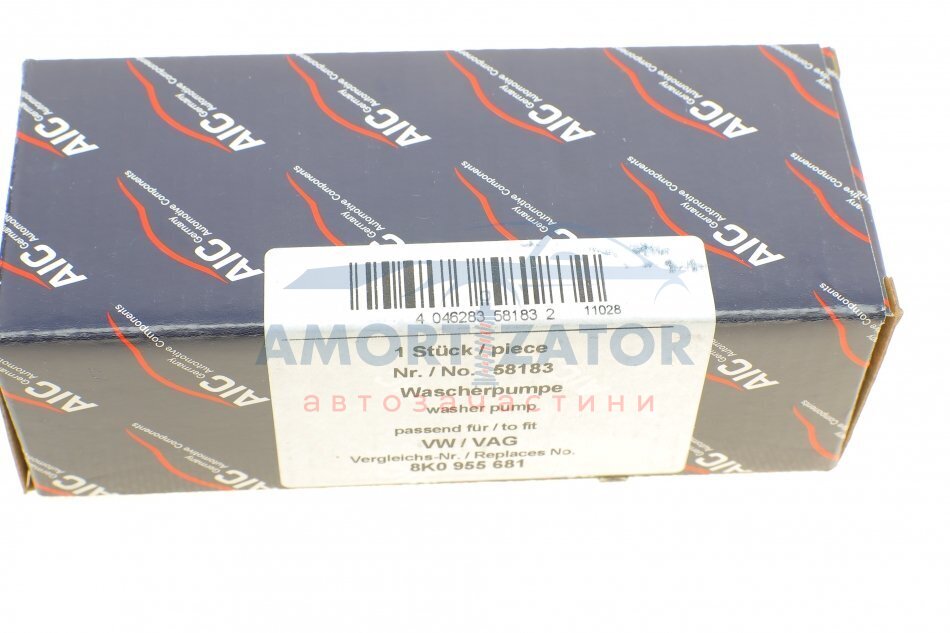 AIC Germany
Automotive Components
4 046283 58183 2
11028
1 Stück / piece
AMORTIZATOR
Nr. / No. 58183
Wascherpumpe
автозапчастини
washer pump
passend für / to fit
VW / VAG
Vergleichs-Nr. / Replaces No.
8K0 955 681